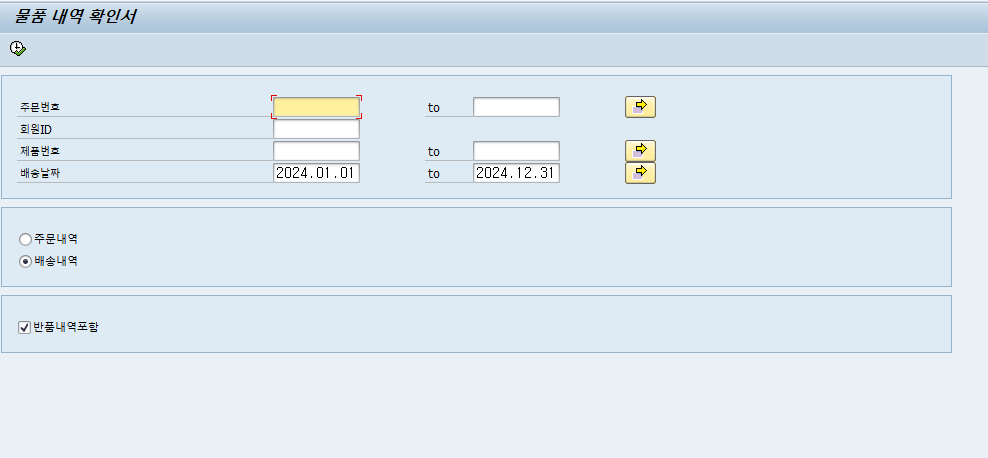 물품 내역 확인서
주문번호 to
회원ID
제품번호 to
배송날짜 2024.01.01 to 2024.12.31
주문내역
배송내역
반품내역포함